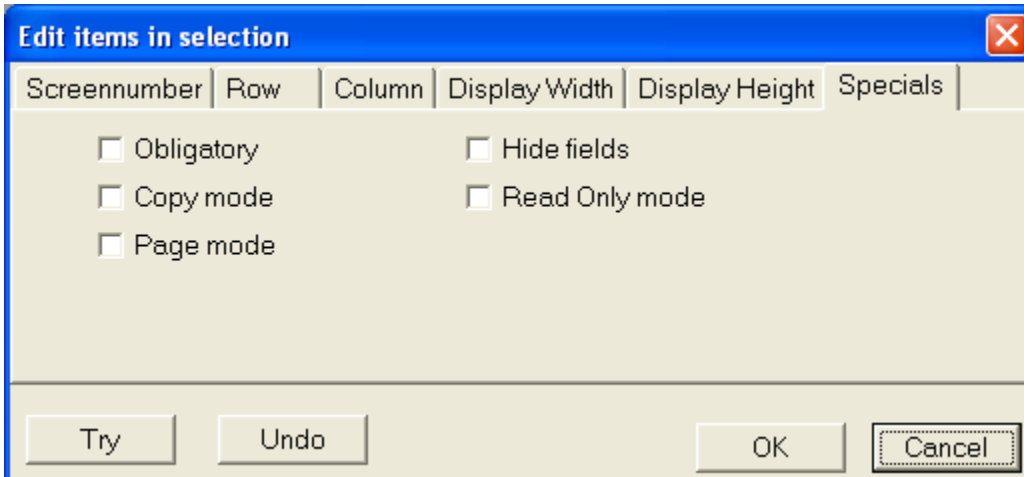 Edit items in selection
Screennumber Row Column Display Width Display Height Specials
Obligatory Hide fields
Copy mode Read Only mode
Page mode
Try Undo OK Cancel